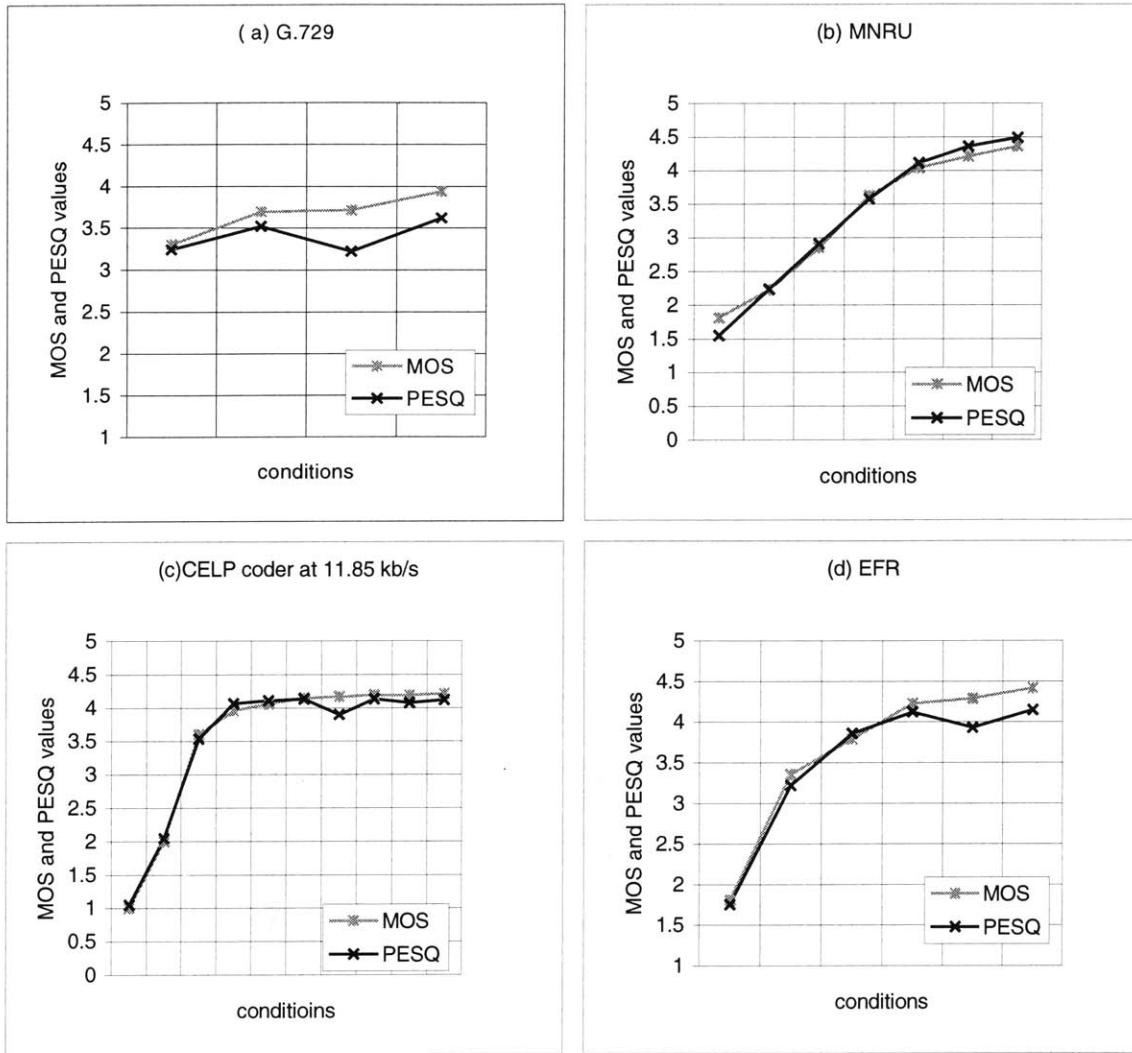 ( a) G.729
MOS and PESQ values
5
4.5
4
3.5
3
2.5
2
1.5
1
MOS
PESQ
conditions
(b) MNRU
MOS and PESQ values
5
4.5
4
3.5
3
2.5
2
1.5
1
0.5
0
MOS
PESQ
conditions
(c)CELP coder at 11.85 kb/s
MOS and PESQ values
5
4.5
4
3.5
3
2.5
2
1.5
1
0.5
0
MOS
PESQ
conditioins
(d) EFR
MOS and PESQ values
5
4.5
4
3.5
3
2.5
2
1.5
1
MOS
PESQ
conditions